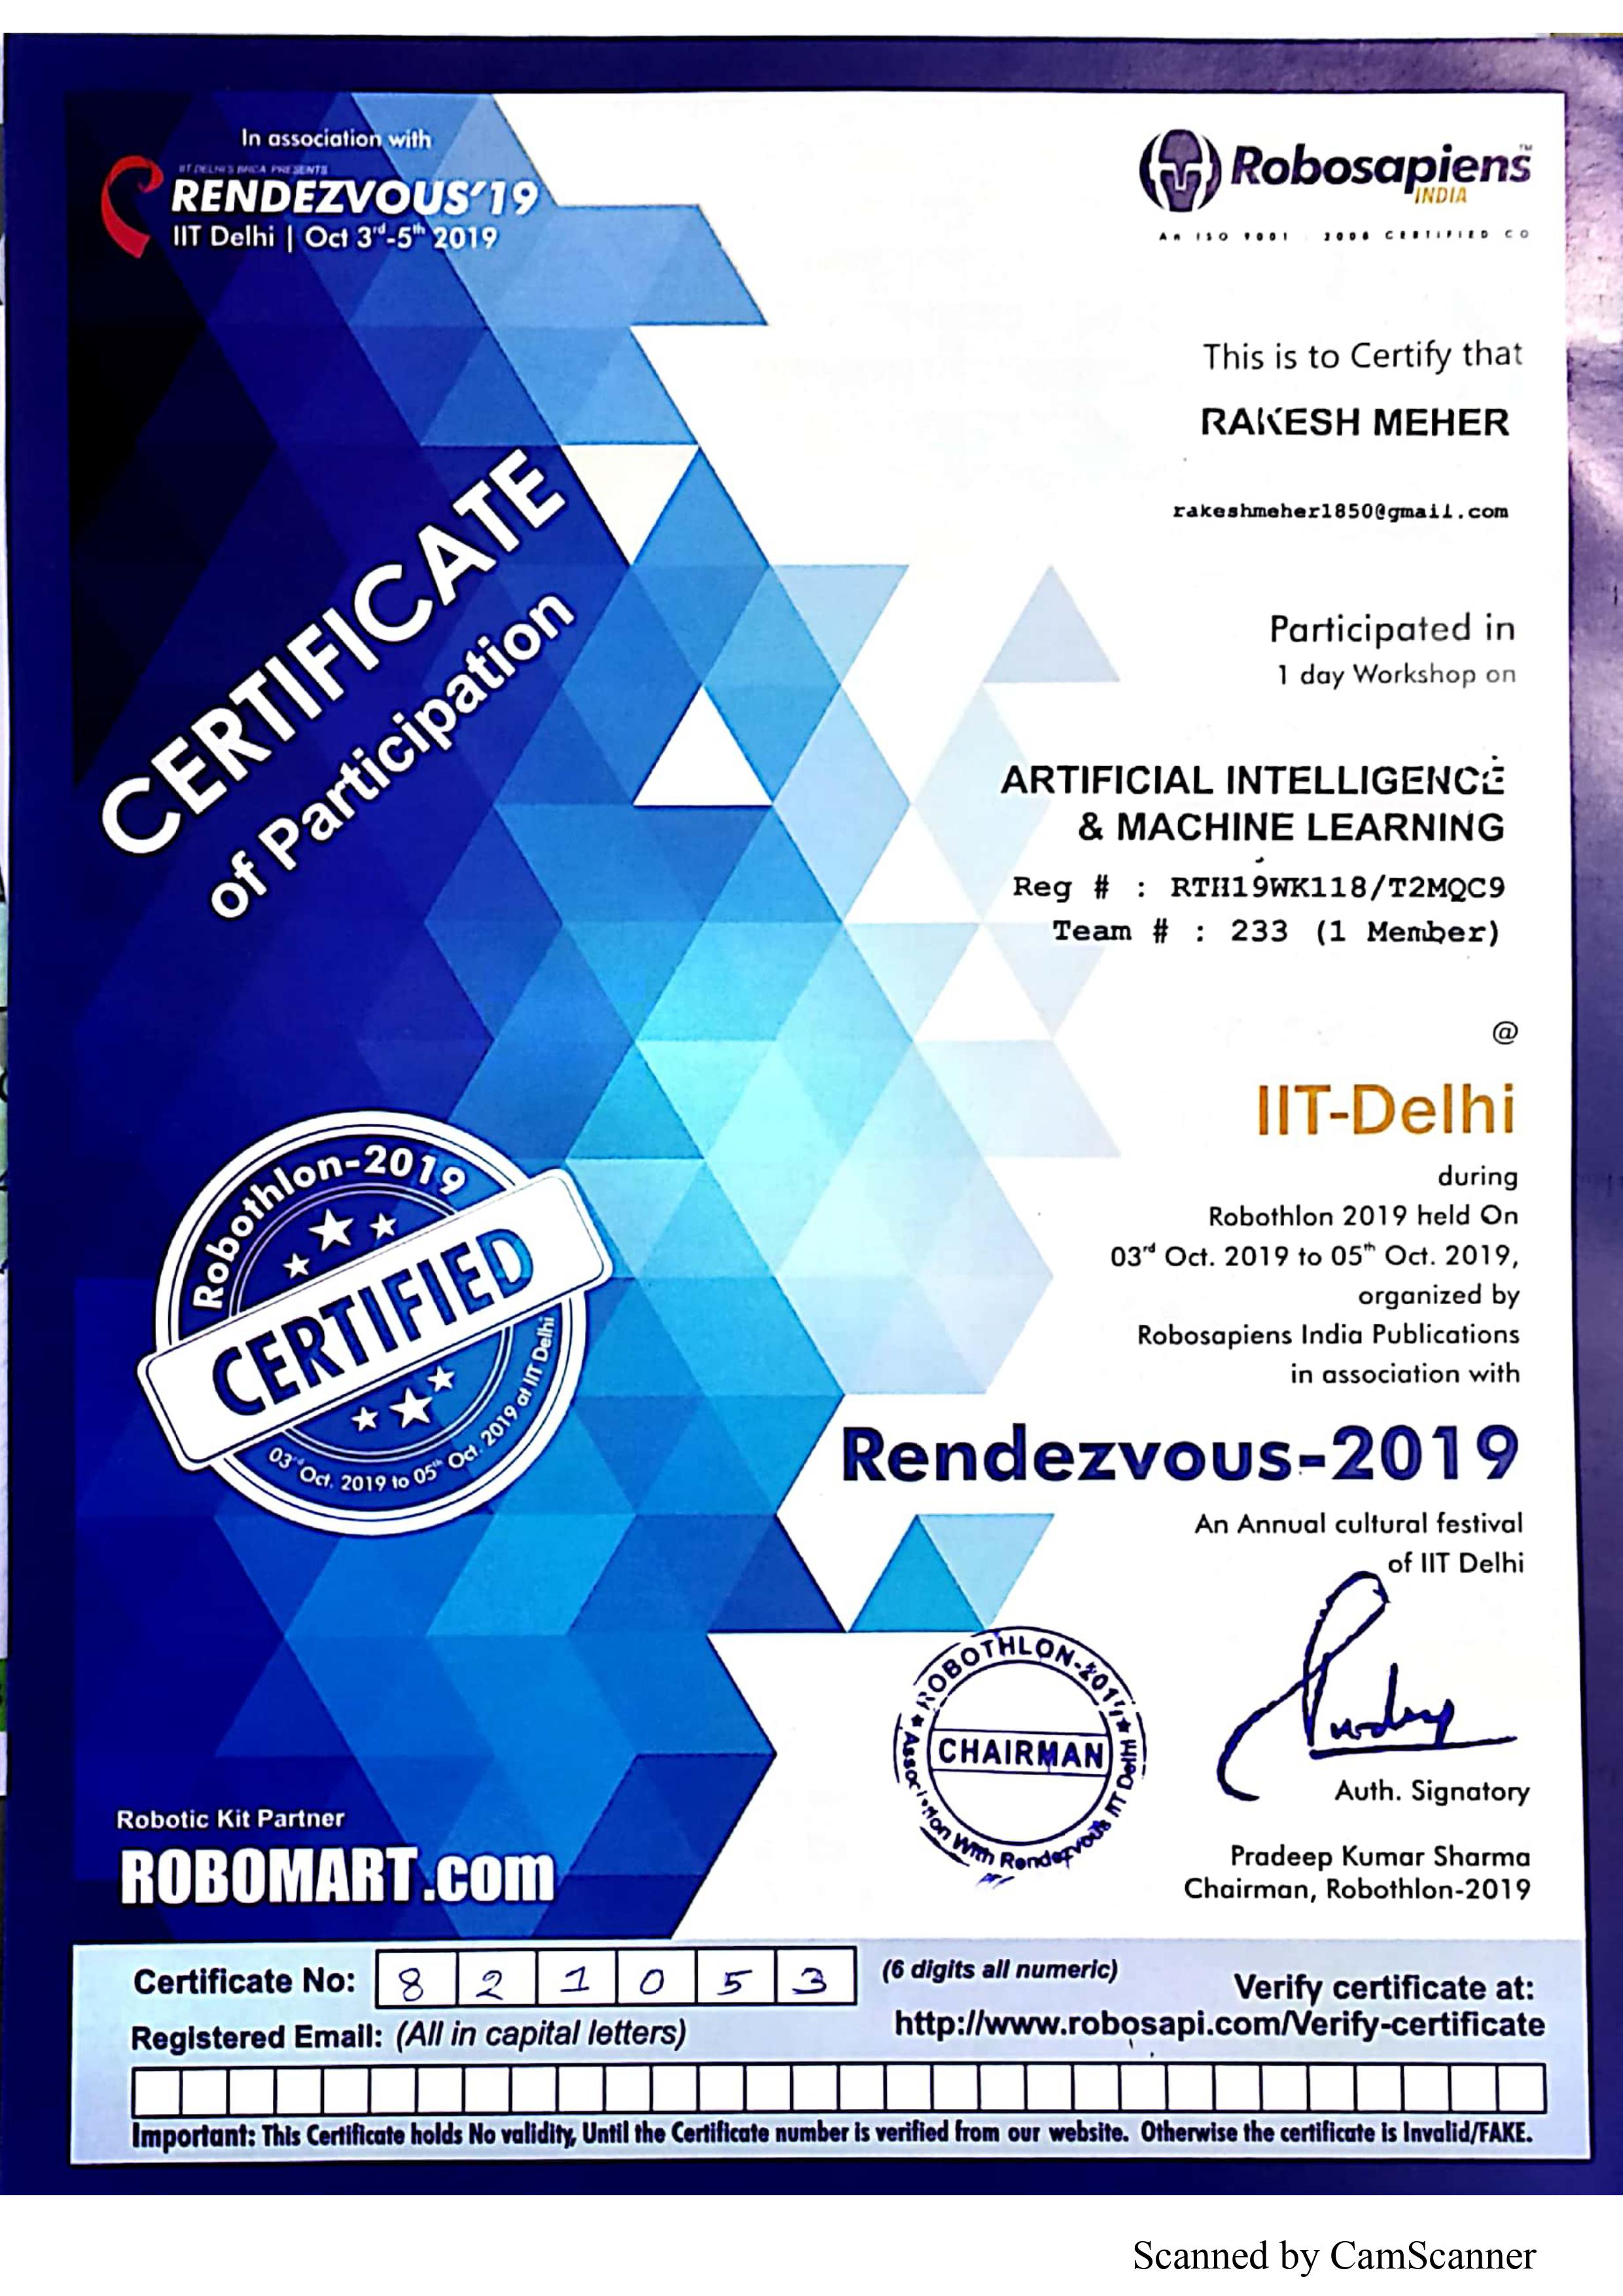 In association with
IIT DELHI'S BRCA PRESENTS
RENDEZVOUS'19
IIT Delhi | Oct 3rd-5th 2019
Robosapiens™
INDIA
An ISO 9001 : 2008 CERTIFIED CO
This is to Certify that
RAKESH MEHER
rakeshmeher1850@gmail.com
CERTIFICATE
of Participation
Participated in
1 day Workshop on
ARTIFICIAL INTELLIGENCE
& MACHINE LEARNING
Reg # : RTH19WK118/T2MQC9
Team # : 233 (1 Member)
@
IIT-Delhi
during
Robothlon 2019 held On
03rd Oct. 2019 to 05th Oct. 2019,
organized by
Robosapiens India Publications
in association with
Rendezvous-2019
An Annual cultural festival
of IIT Delhi
Robothlon-2019
CERTIFIED
03rd Oct. 2019 to 05th Oct. 2019 at IIT Delhi
ROBOTHLON-2019
CHAIRMAN
Association With Rendezvous IIT Delhi
Auth. Signatory
Pradeep Kumar Sharma
Chairman, Robothlon-2019
Robotic Kit Partner
ROBOMART.com
Certificate No: 8 2 1 0 5 3 (6 digits all numeric)
Verify certificate at:
Registered Email: (All in capital letters)
http://www.robosapi.com/Verify-certificate
Important: This Certificate holds No validity, Until the Certificate number is verified from our website. Otherwise the certificate is Invalid/FAKE.
Scanned by CamScanner